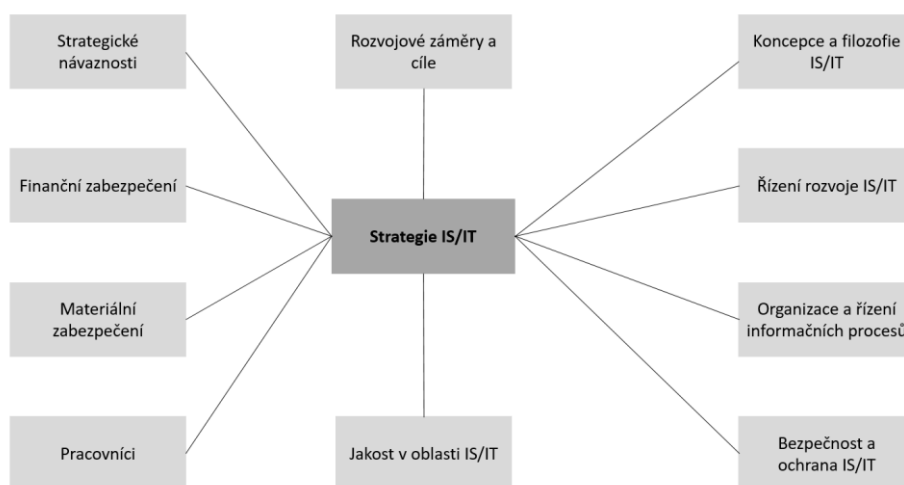 Strategické
návaznosti
Rozvojové záměry a
cíle
Koncepce a filozofie
IS/IT
Finanční zabezpečení
Řízení rozvoje IS/IT
Strategie IS/IT
Materiální
zabezpečení
Organizace a řízení
informačních procesů
Pracovníci
Jakost v oblasti IS/IT
Bezpečnost a
ochrana IS/IT